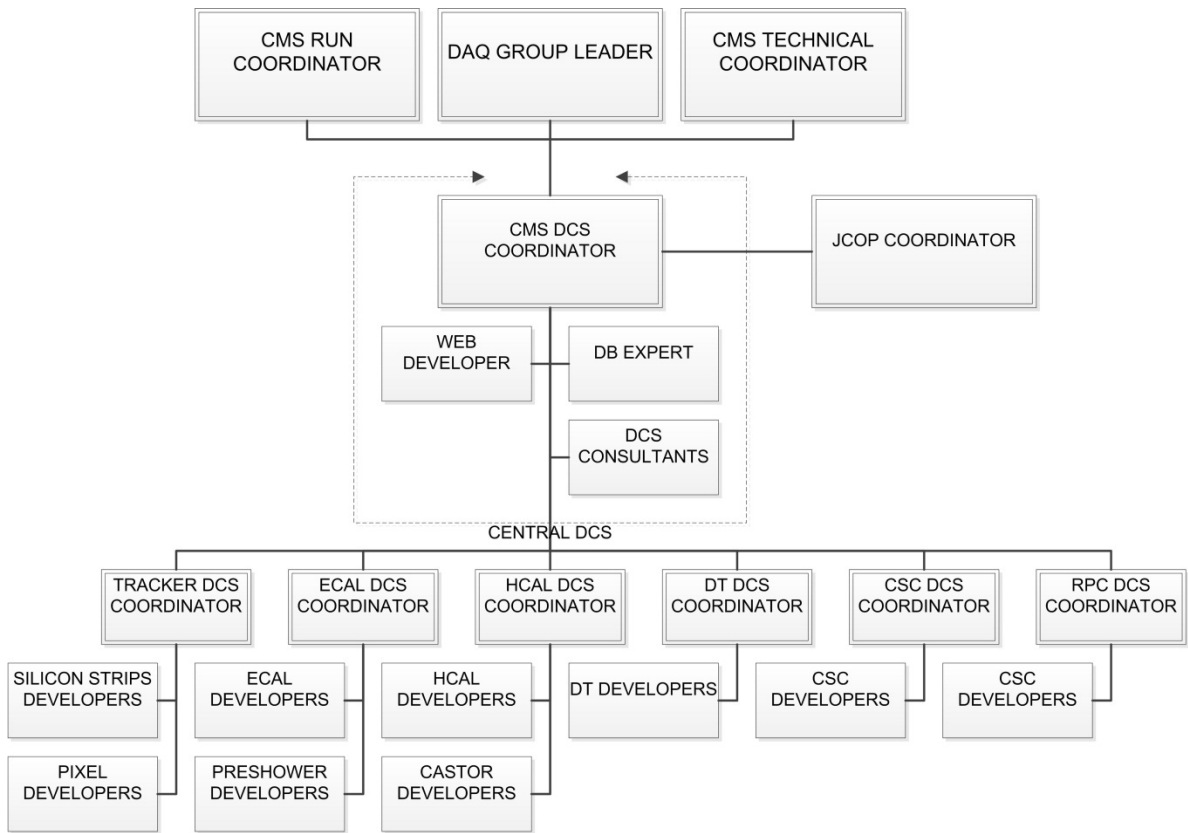 CMS RUN
COORDINATOR
DAQ GROUP LEADER
CMS TECHNICAL
COORDINATOR
CMS DCS
COORDINATOR
JCOP COORDINATOR
WEB
DEVELOPER
DB EXPERT
DCS
CONSULTANTS
CENTRAL DCS
TRACKER DCS
COORDINATOR
ECAL DCS
COORDINATOR
HCAL DCS
COORDINATOR
DT DCS
COORDINATOR
CSC DCS
COORDINATOR
RPC DCS
COORDINATOR
SILICON STRIPS
DEVELOPERS
ECAL
DEVELOPERS
HCAL
DEVELOPERS
DT DEVELOPERS
CSC
DEVELOPERS
CSC
DEVELOPERS
PIXEL
DEVELOPERS
PRESHOWER
DEVELOPERS
CASTOR
DEVELOPERS